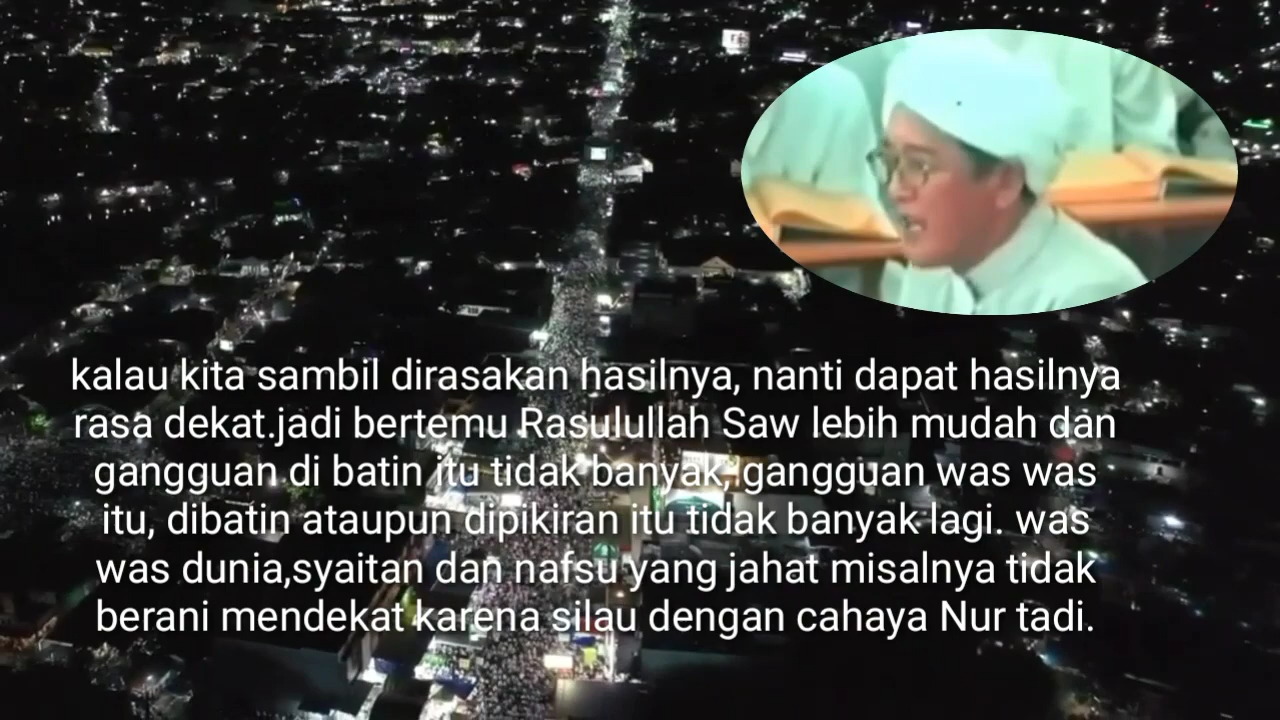 kalau kita sambil dirasakan hasilnya, nanti dapat hasilnya
rasa dekat.jadi bertemu Rasulullah Saw lebih mudah dan
gangguan di batin itu tidak banyak, gangguan was was
itu, dibatin ataupun dipikiran itu tidak banyak lagi. was
was dunia,syaitan dan nafsu yang jahat misalnya tidak
berani mendekat karena silau dengan cahaya Nur tadi.